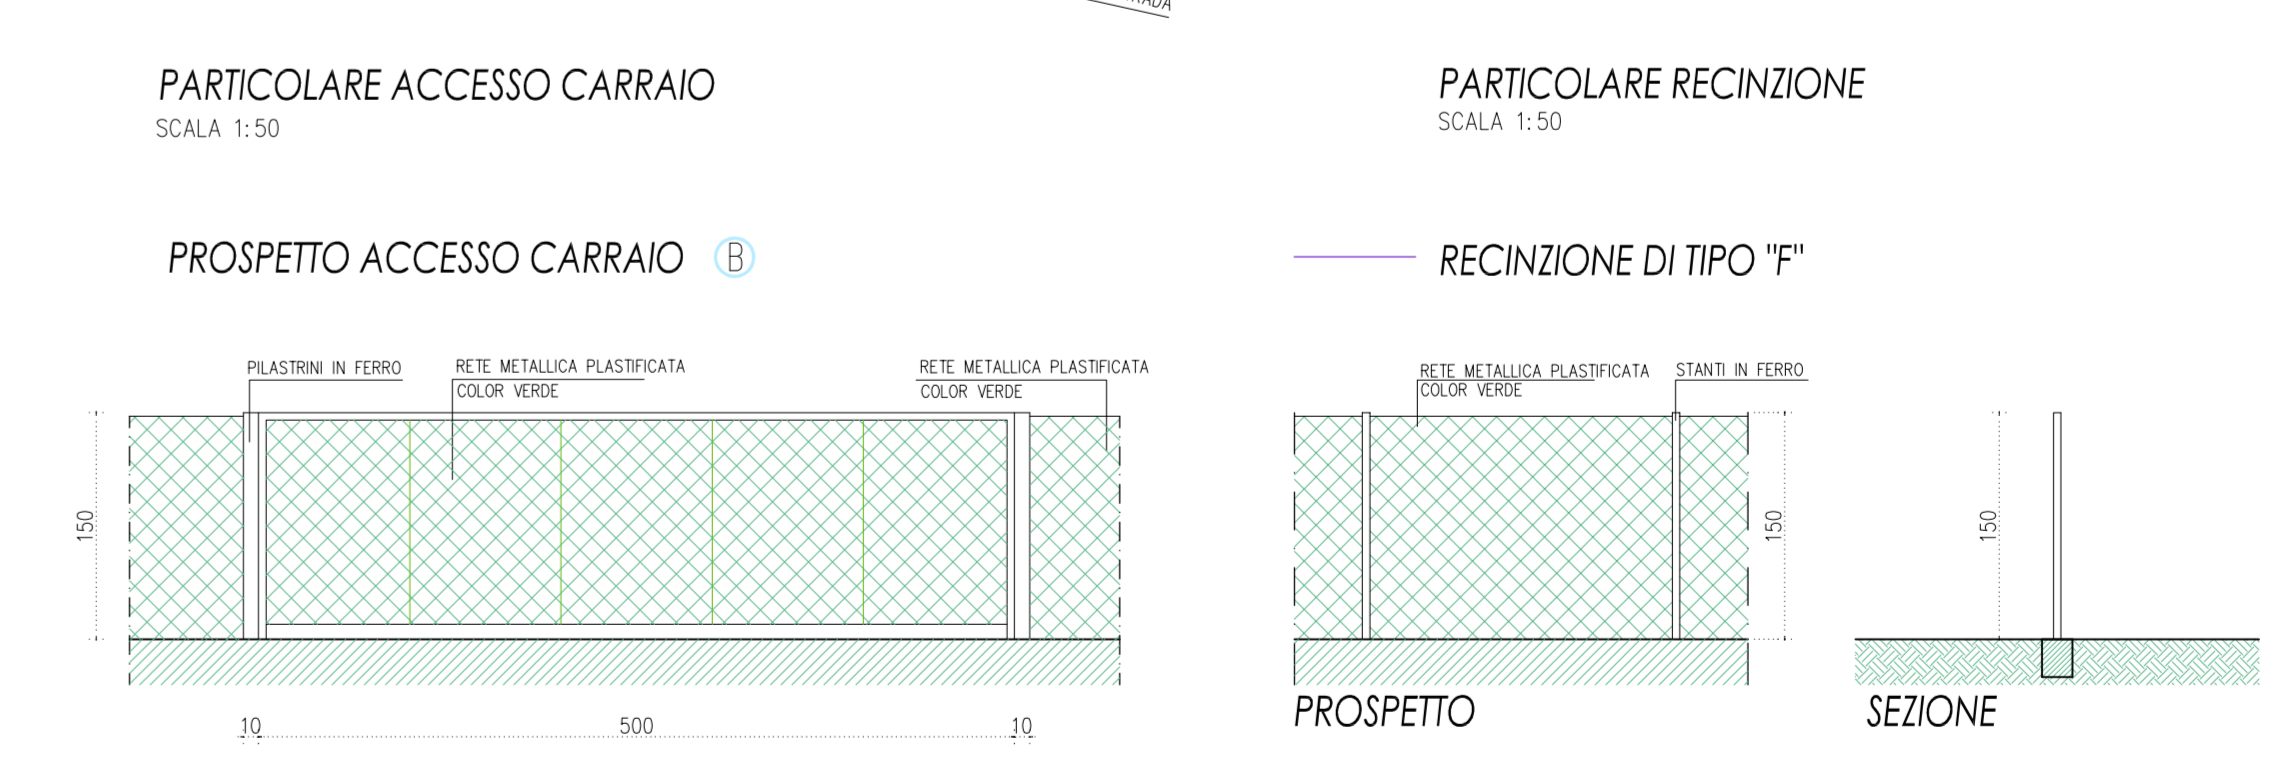 PARTICOLARE ACCESSO CARRAIO
SCALA 1:50
PROSPETTO ACCESSO CARRAIO B
PILASTRINI IN FERRO
RETE METALLICA PLASTIFICATA
COLOR VERDE
RETE METALLICA PLASTIFICATA
COLOR VERDE
150
10
500
10
PARTICOLARE RECINZIONE
SCALA 1:50
RECINZIONE DI TIPO "F"
RETE METALLICA PLASTIFICATA
COLOR VERDE
STANTI IN FERRO
150
150
PROSPETTO
SEZIONE